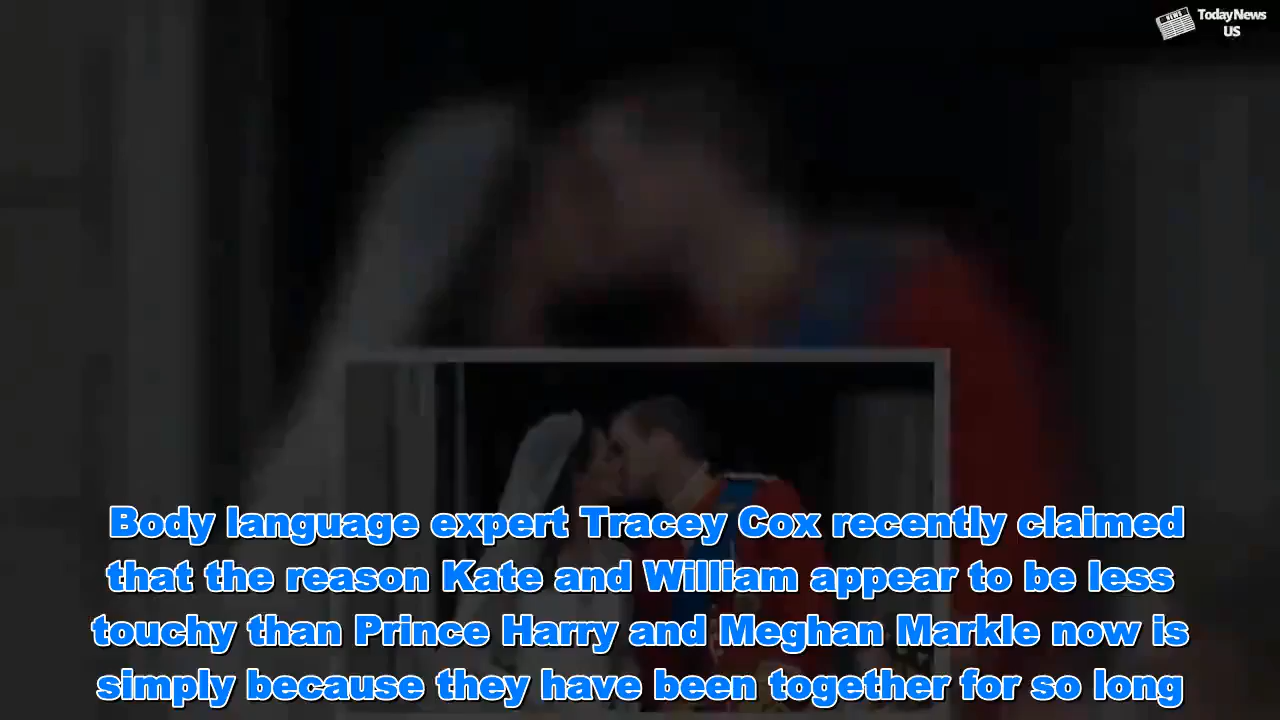 NEWS
TodayNews
US
Body language expert Tracey Cox recently claimed
that the reason Kate and William appear to be less
touchy than Prince Harry and Meghan Markle now is
simply because they have been together for so long